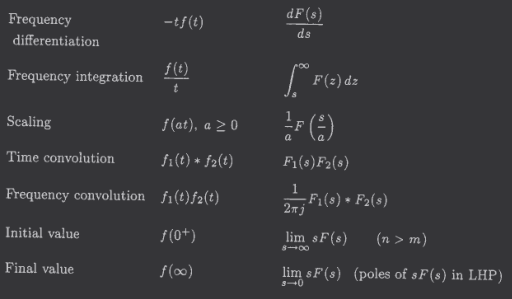 Frequency differentiation −tf(t) dF(s)/ds
Frequency integration f(t)/t ∫_s^∞ F(z) dz
Scaling f(at), a ≥ 0 1/a F(s/a)
Time convolution f₁(t) * f₂(t) F₁(s)F₂(s)
Frequency convolution f₁(t)f₂(t) 1/2πj F₁(s) * F₂(s)
Initial value f(0⁺) lim_{s→∞} sF(s) (n > m)
Final value f(∞) lim_{s→0} sF(s) (poles of sF(s) in LHP)